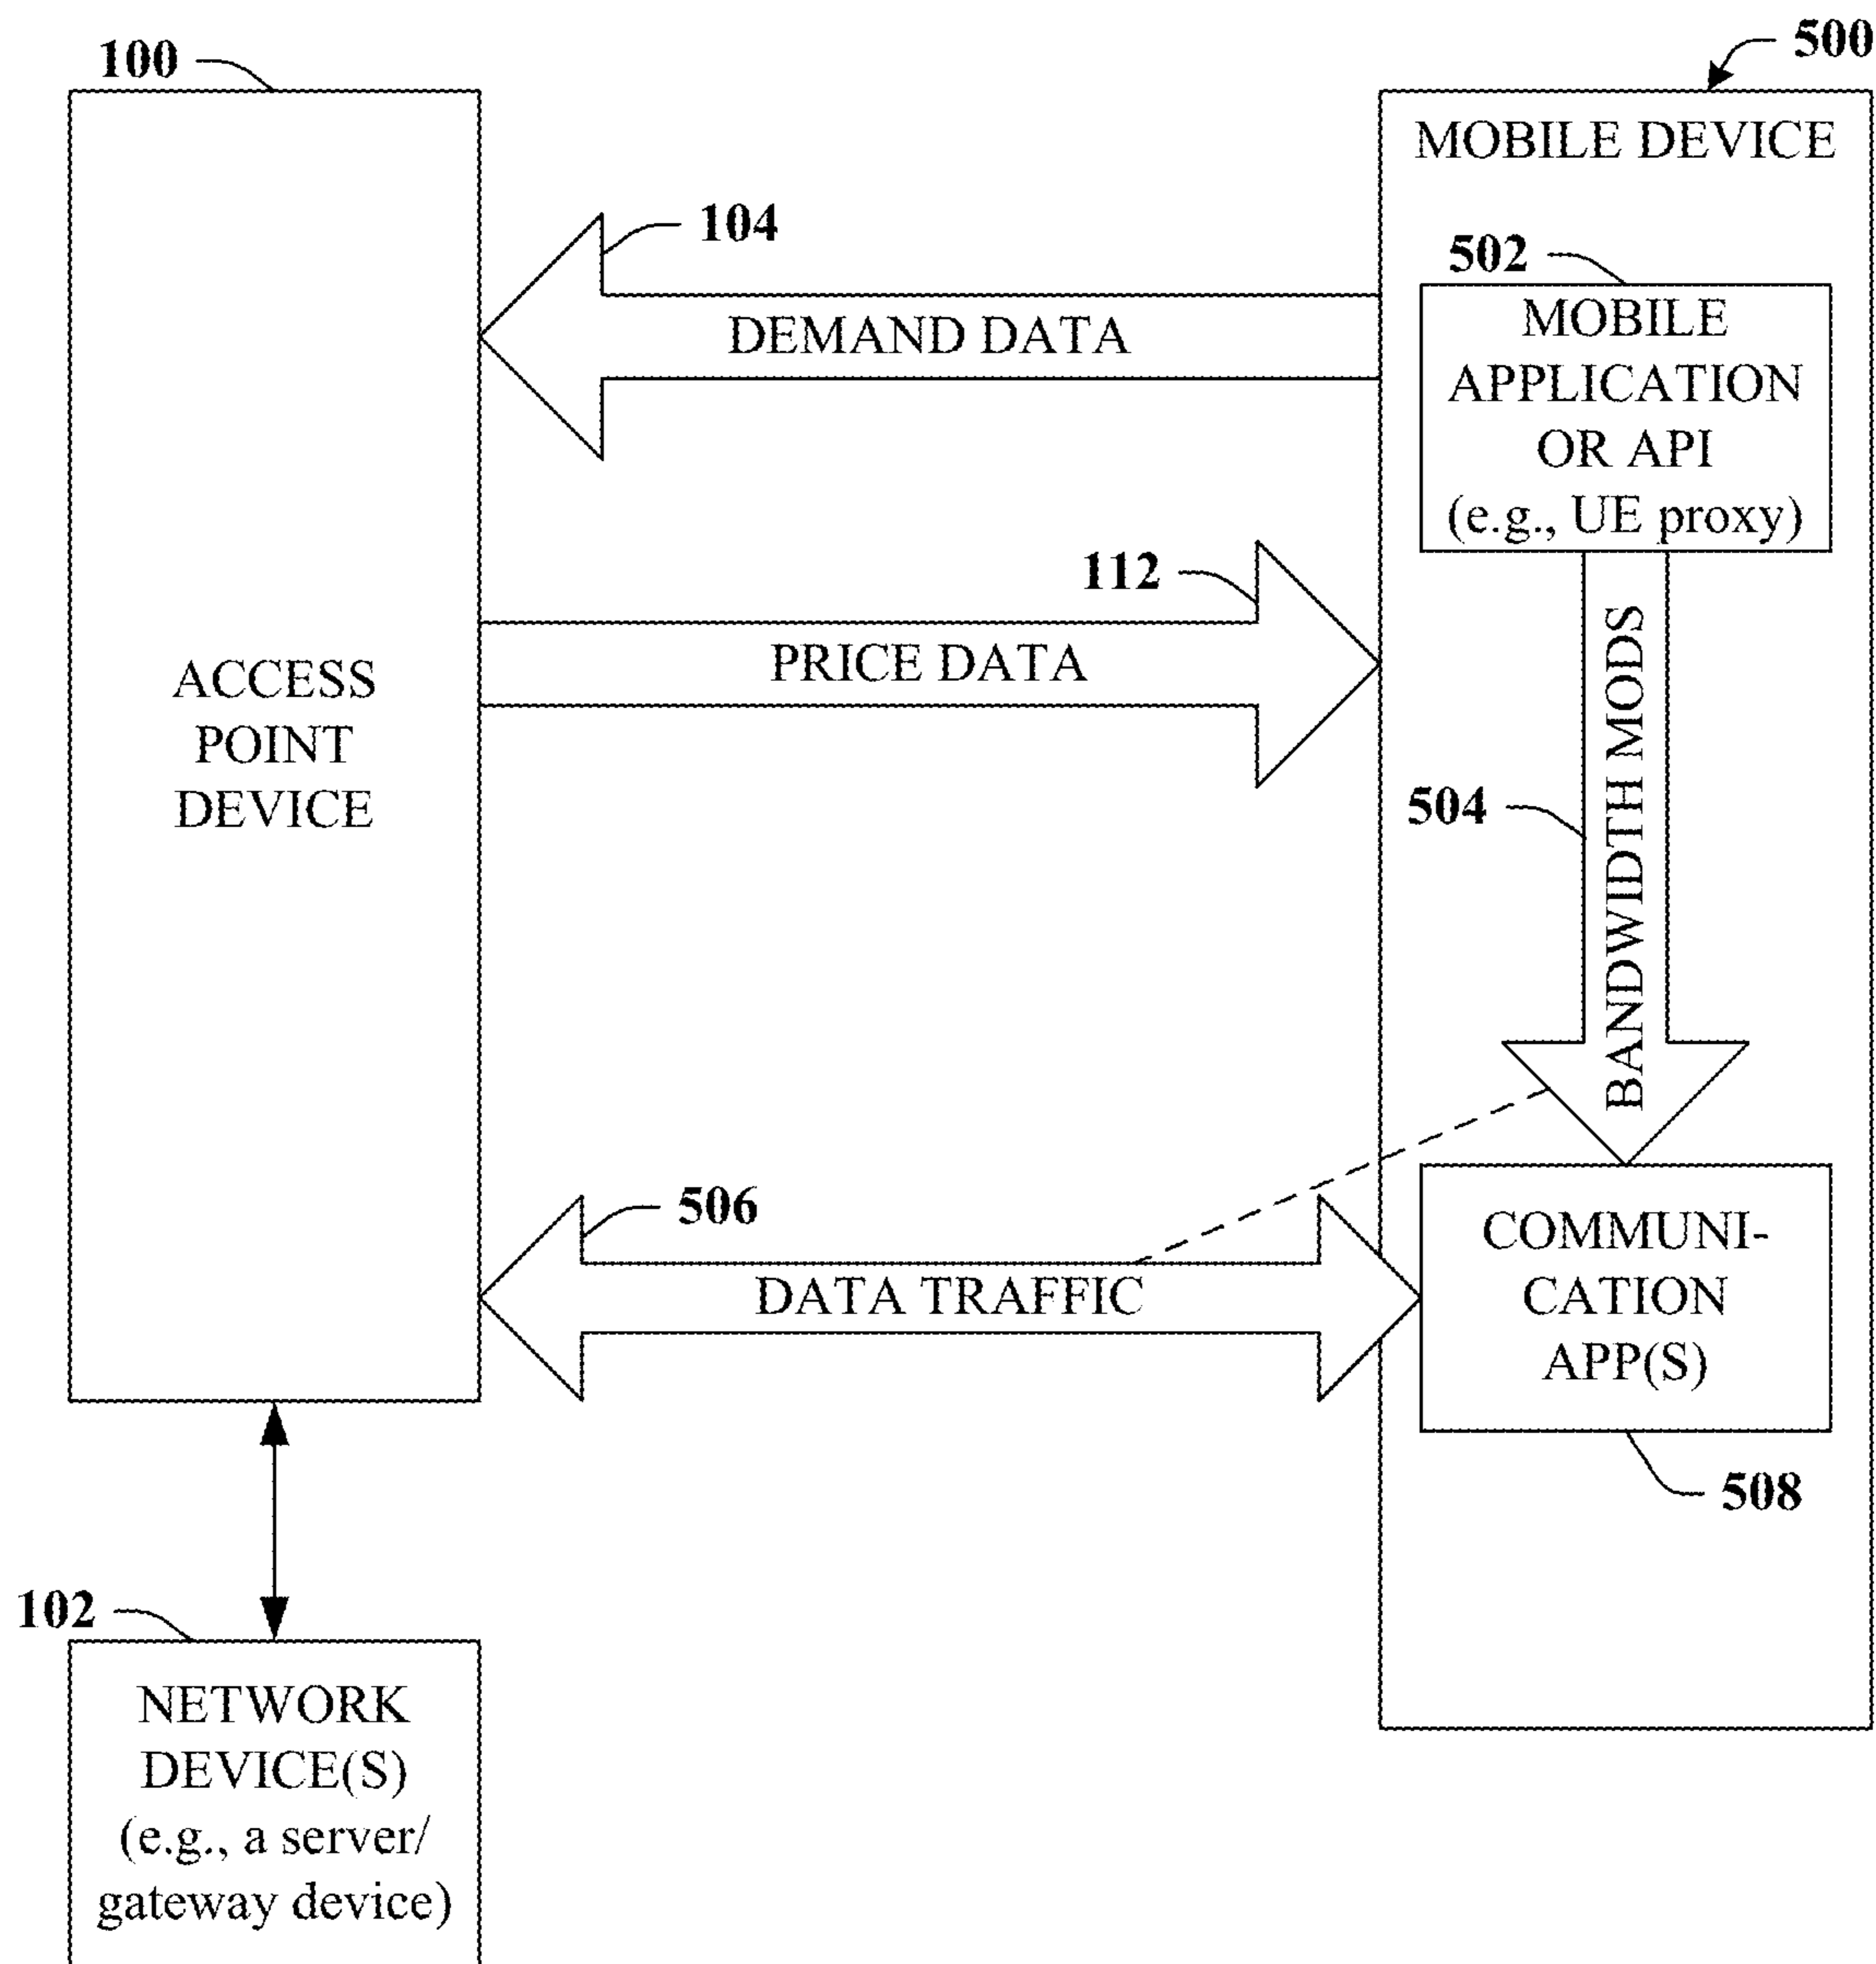 100
500
MOBILE DEVICE
104
DEMAND DATA
502
MOBILE
APPLICATION
OR API
(e.g., UE proxy)
112
PRICE DATA
ACCESS
POINT
DEVICE
504
BANDWIDTH MODS
506
DATA TRAFFIC
COMMUNI-
CATION
APP(S)
508
102
NETWORK
DEVICE(S)
(e.g., a server/
gateway device)